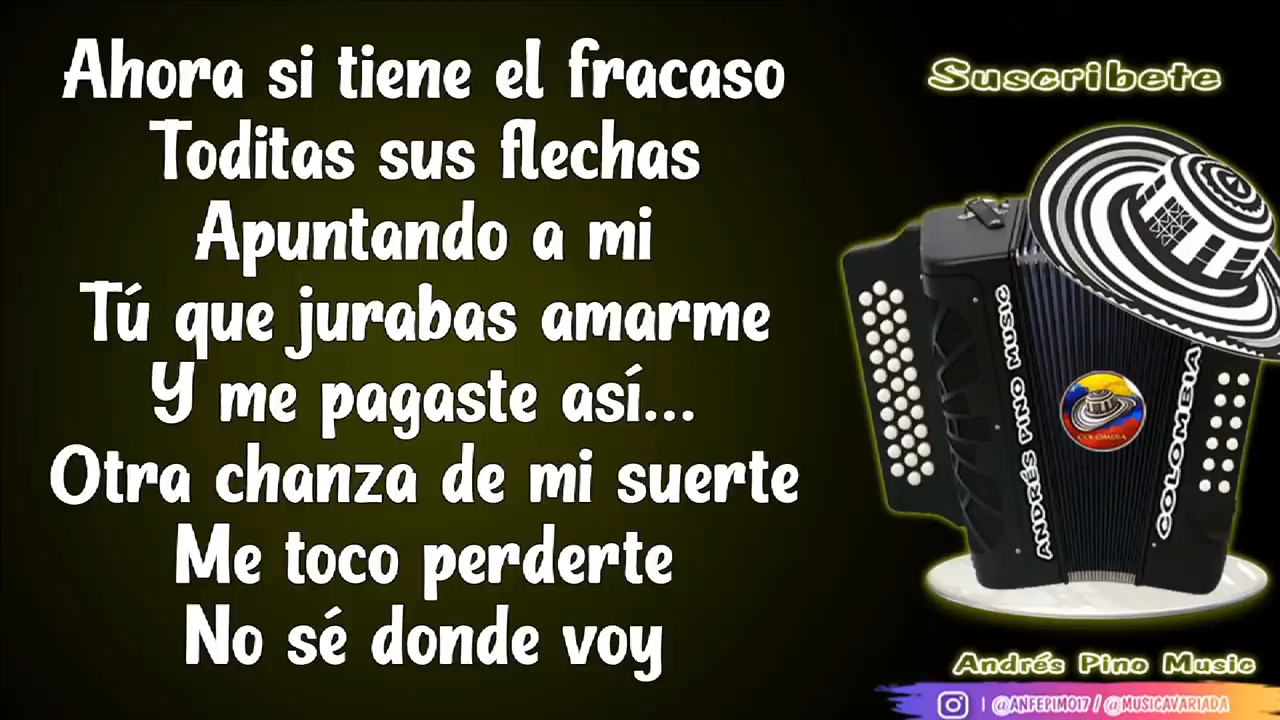 Ahora si tiene el fracaso
Toditas sus flechas
Apuntando a mi
Tú que jurabas amarme
Y me pagaste así...
Otra chanza de mi suerte
Me toco perderte
No sé donde voy
Suscribete
ANDRÉS PINO MUSIC
COLOMBIA
COLOMBIA
Andrés Pino Music
| @ANFEPIMO17 / @MUSICAVARIADA